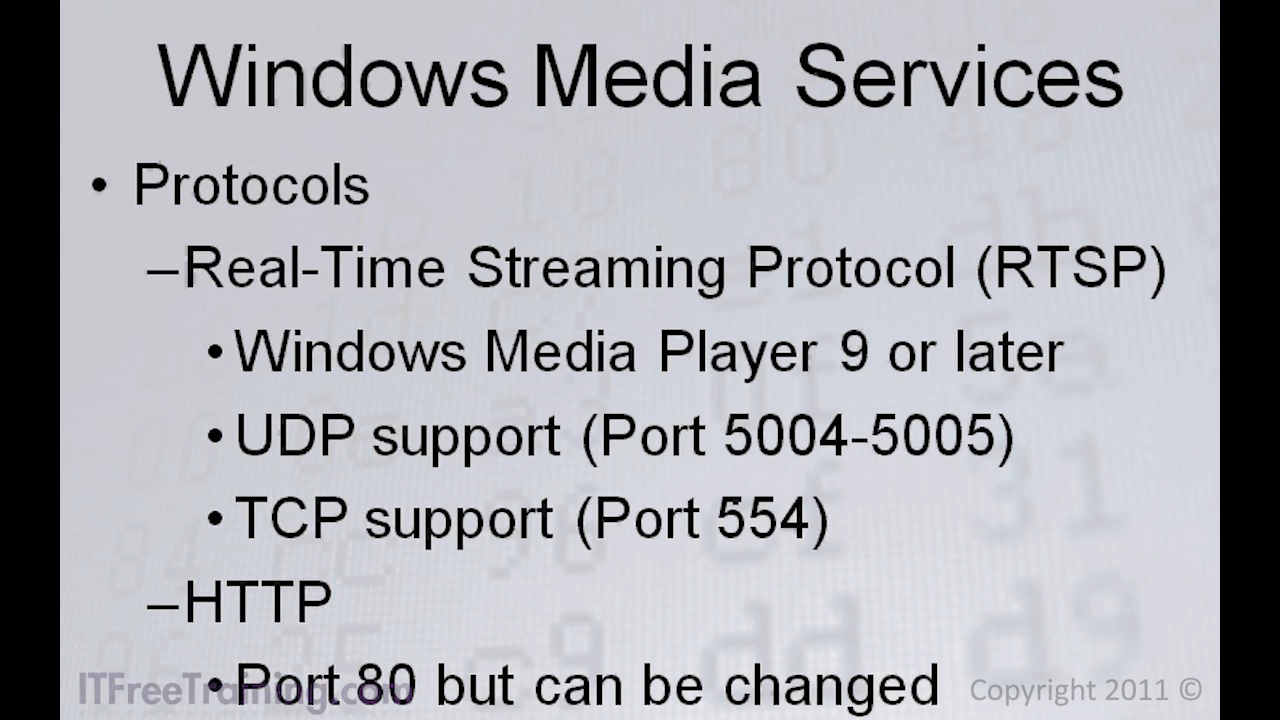 Windows Media Services
• Protocols
–Real-Time Streaming Protocol (RTSP)
•Windows Media Player 9 or later
•UDP support (Port 5004-5005)
•TCP support (Port 554)
–HTTP
•Port 80 but can be changed
ITFreeTraining.com
Copyright 2011 ©